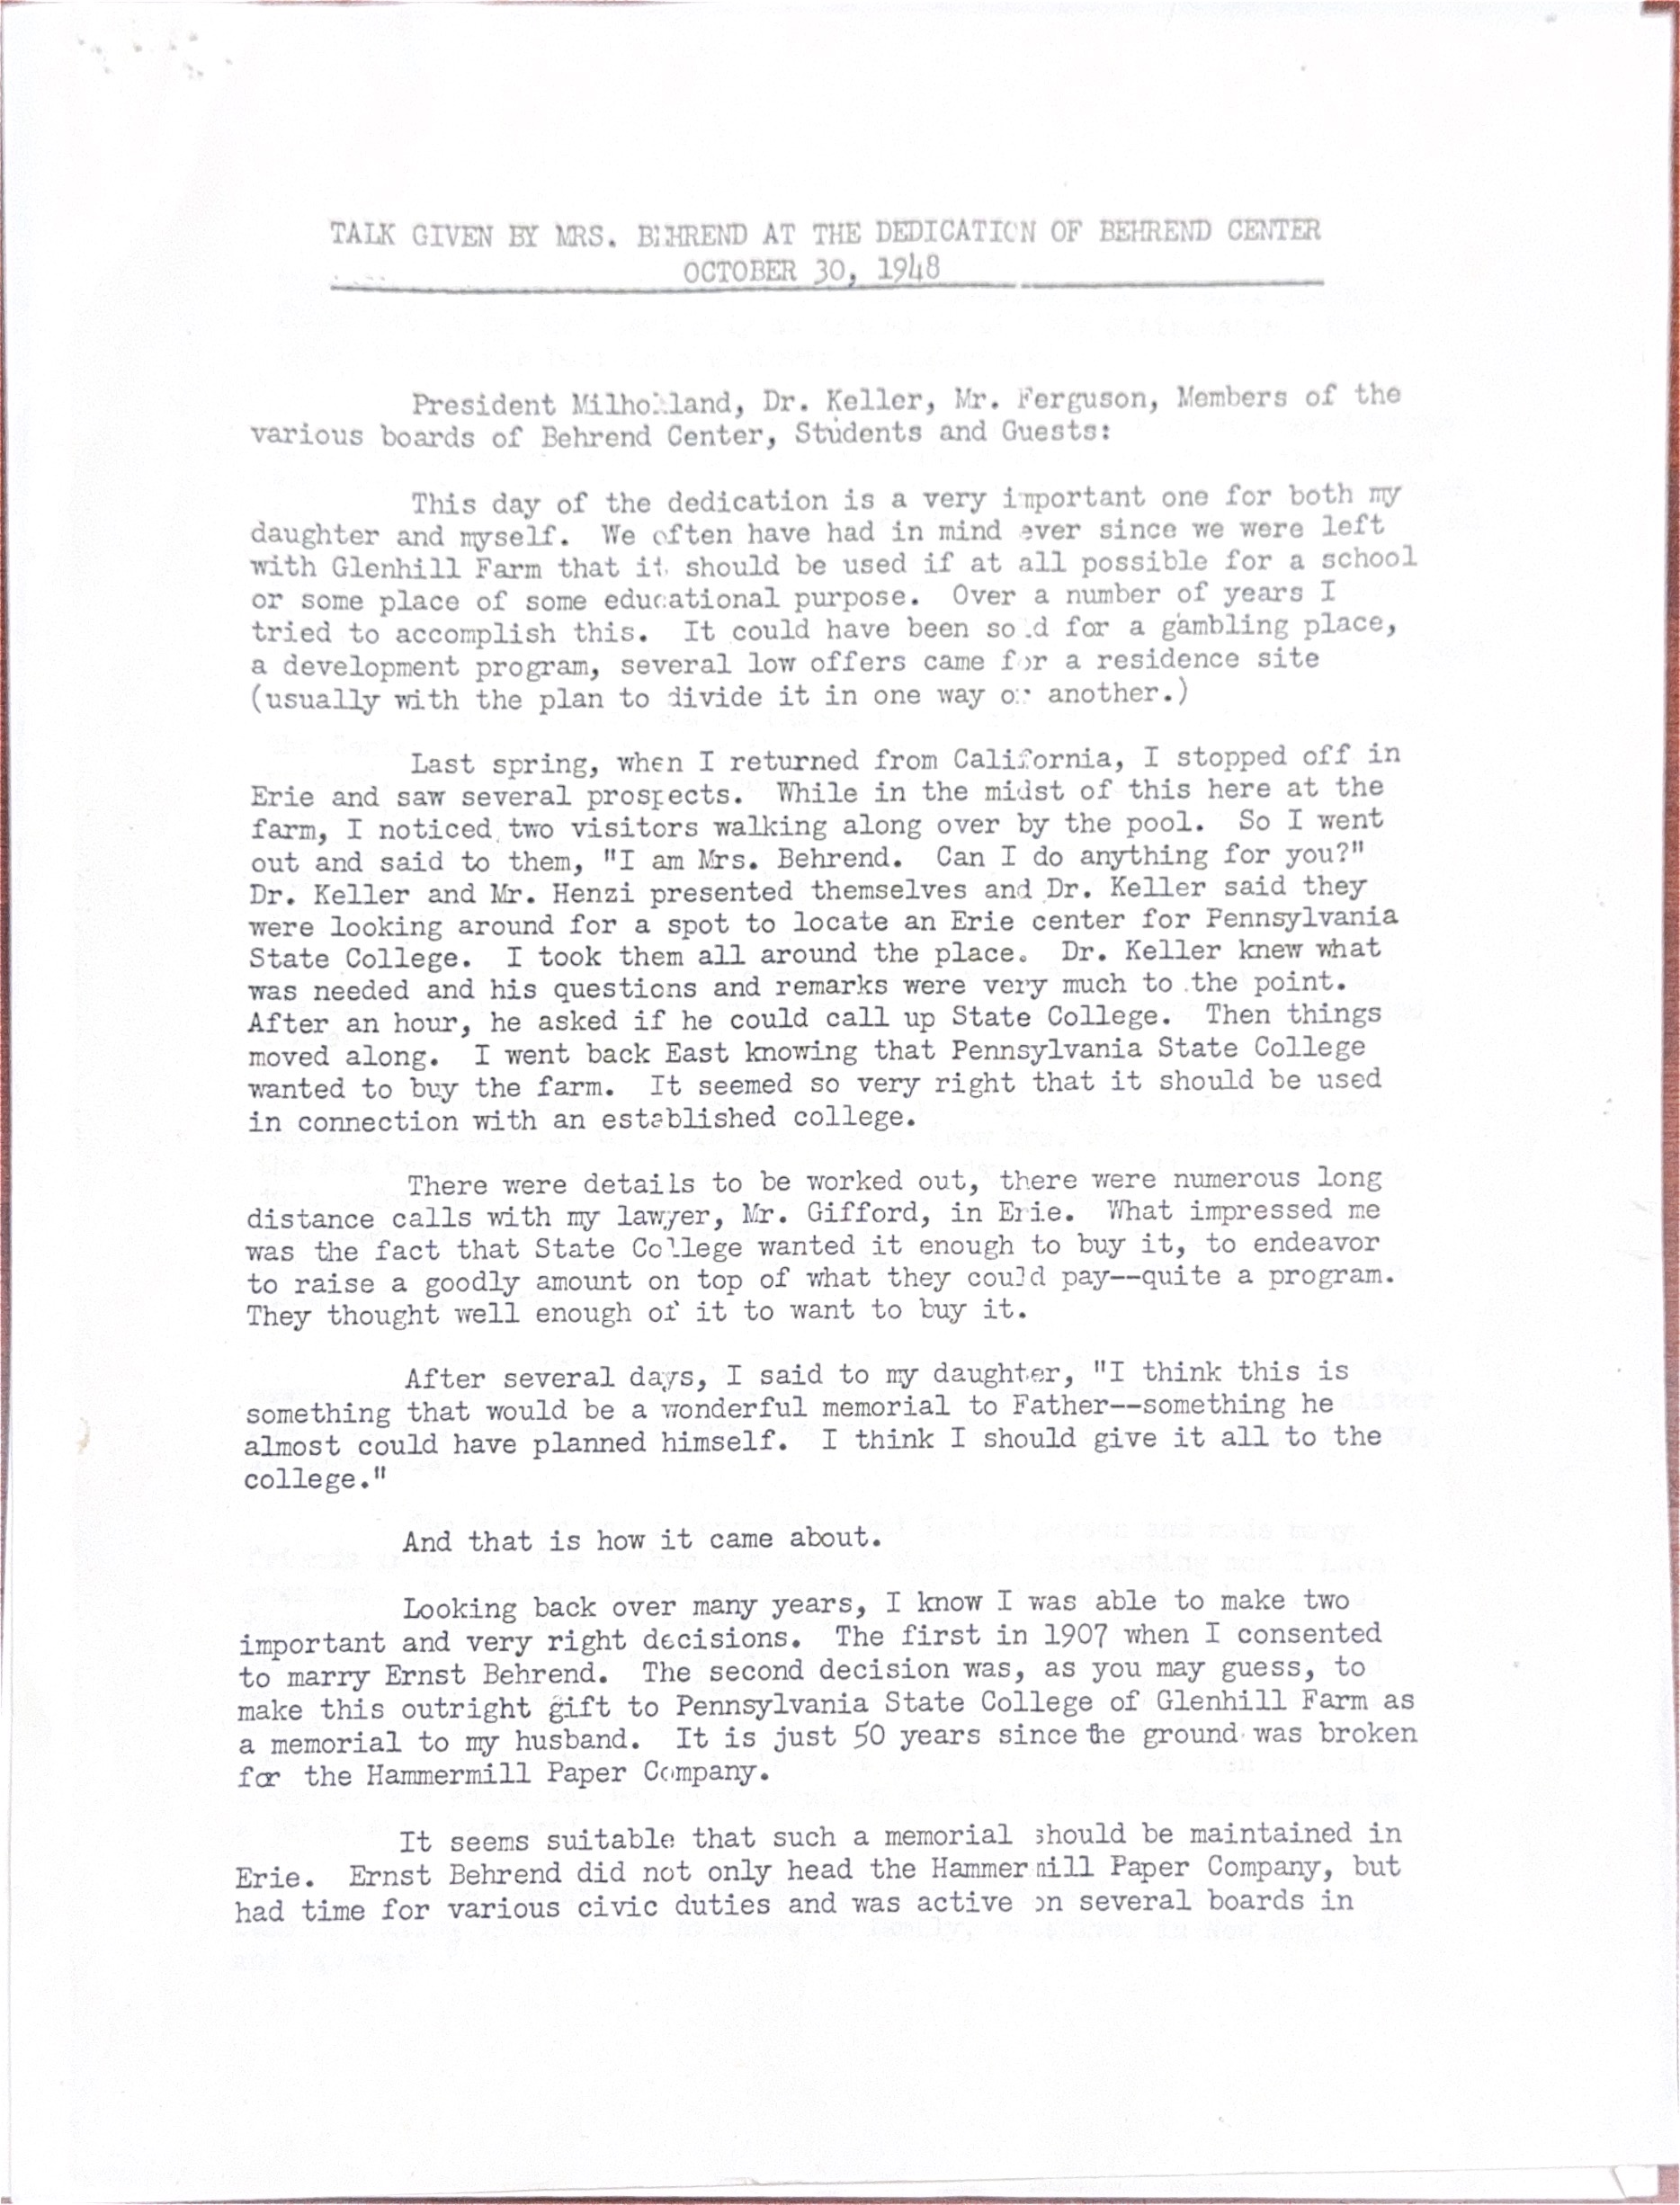 TALK GIVEN BY MRS. BEHREND AT THE DEDICATION OF BEHREND CENTER
OCTOBER 30, 1948
President Milholland, Dr. Keller, Mr. Ferguson, Members of the
various boards of Behrend Center, Students and Guests:
This day of the dedication is a very important one for both my
daughter and myself. We often have had in mind ever since we were left
with Glenhill Farm that it should be used if at all possible for a school
or some place of some educational purpose. Over a number of years I
tried to accomplish this. It could have been sold for a gambling place,
a development program, several low offers came for a residence site
(usually with the plan to divide it in one way or another.)
Last spring, when I returned from California, I stopped off in
Erie and saw several prospects. While in the midst of this here at the
farm, I noticed two visitors walking along over by the pool. So I went
out and said to them, "I am Mrs. Behrend. Can I do anything for you?"
Dr. Keller and Mr. Henzi presented themselves and Dr. Keller said they
were looking around for a spot to locate an Erie center for Pennsylvania
State College. I took them all around the place. Dr. Keller knew what
was needed and his questions and remarks were very much to the point.
After an hour, he asked if he could call up State College. Then things
moved along. I went back East knowing that Pennsylvania State College
wanted to buy the farm. It seemed so very right that it should be used
in connection with an established college.
There were details to be worked out, there were numerous long
distance calls with my lawyer, Mr. Gifford, in Erie. What impressed me
was the fact that State College wanted it enough to buy it, to endeavor
to raise a goodly amount on top of what they could pay--quite a program.
They thought well enough of it to want to buy it.
After several days, I said to my daughter, "I think this is
something that would be a wonderful memorial to Father--something he
almost could have planned himself. I think I should give it all to the
college."
And that is how it came about.
Looking back over many years, I know I was able to make two
important and very right decisions. The first in 1907 when I consented
to marry Ernst Behrend. The second decision was, as you may guess, to
make this outright gift to Pennsylvania State College of Glenhill Farm as
a memorial to my husband. It is just 50 years since the ground was broken
for the Hammermill Paper Company.
It seems suitable that such a memorial should be maintained in
Erie. Ernst Behrend did not only head the Hammermill Paper Company, but
had time for various civic duties and was active on several boards in